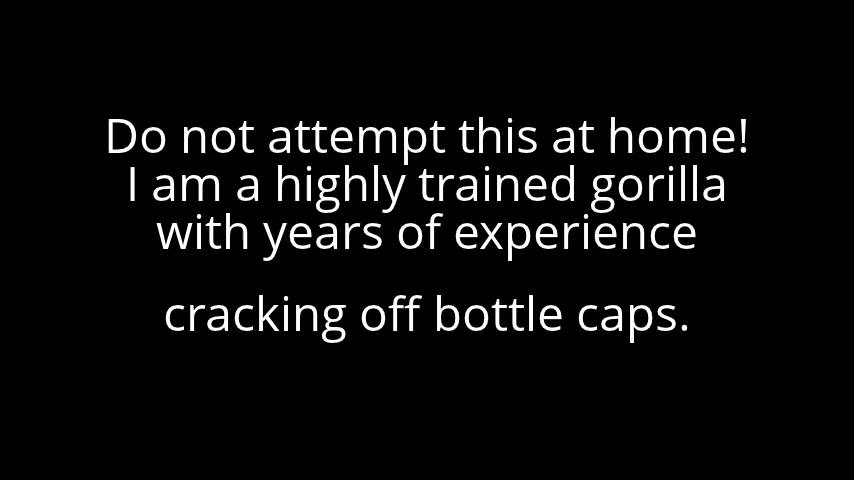 Do not attempt this at home!
I am a highly trained gorilla
with years of experience
cracking off bottle caps.